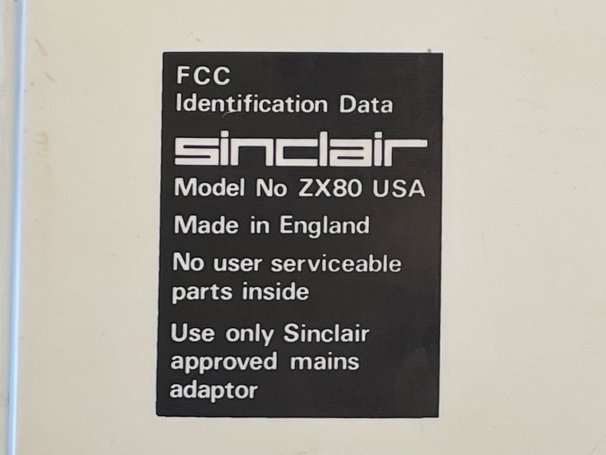 FCC
Identification Data
sinclair
Model No ZX80 USA
Made in England
No user serviceable
parts inside
Use only Sinclair
approved mains
adaptor